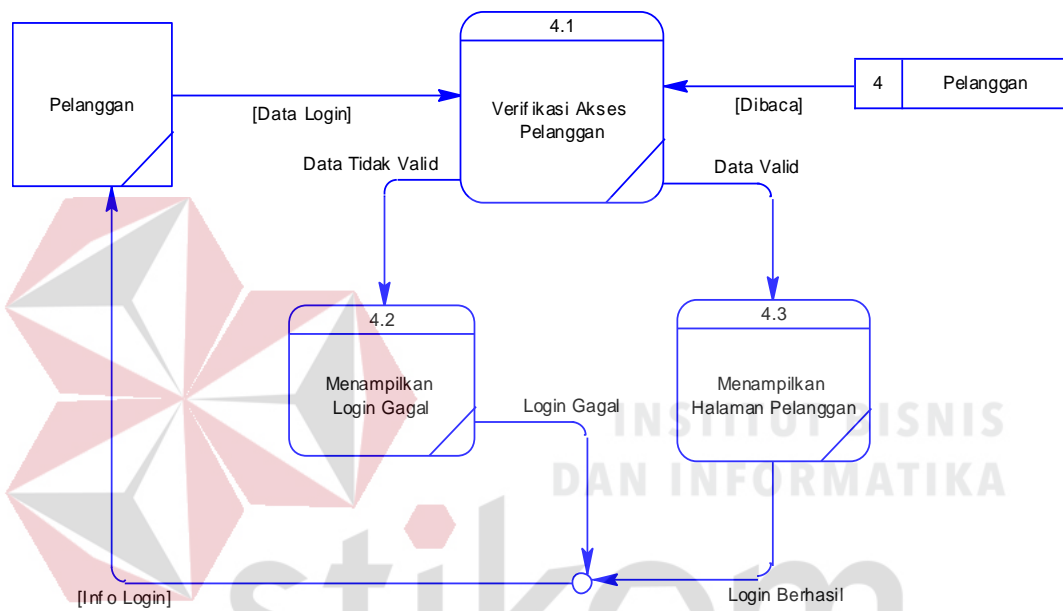 4.1
Verifikasi Akses
Pelanggan
Pelanggan
[Data Login]
4
Pelanggan
[Dibaca]
Data Tidak Valid
Data Valid
4.2
Menampilkan
Login Gagal
4.3
Menampilkan
Halaman Pelanggan
Login Gagal
INSTITUT BISNIS
DAN INFORMATIKA
stikom
[Info Login]
Login Berhasil